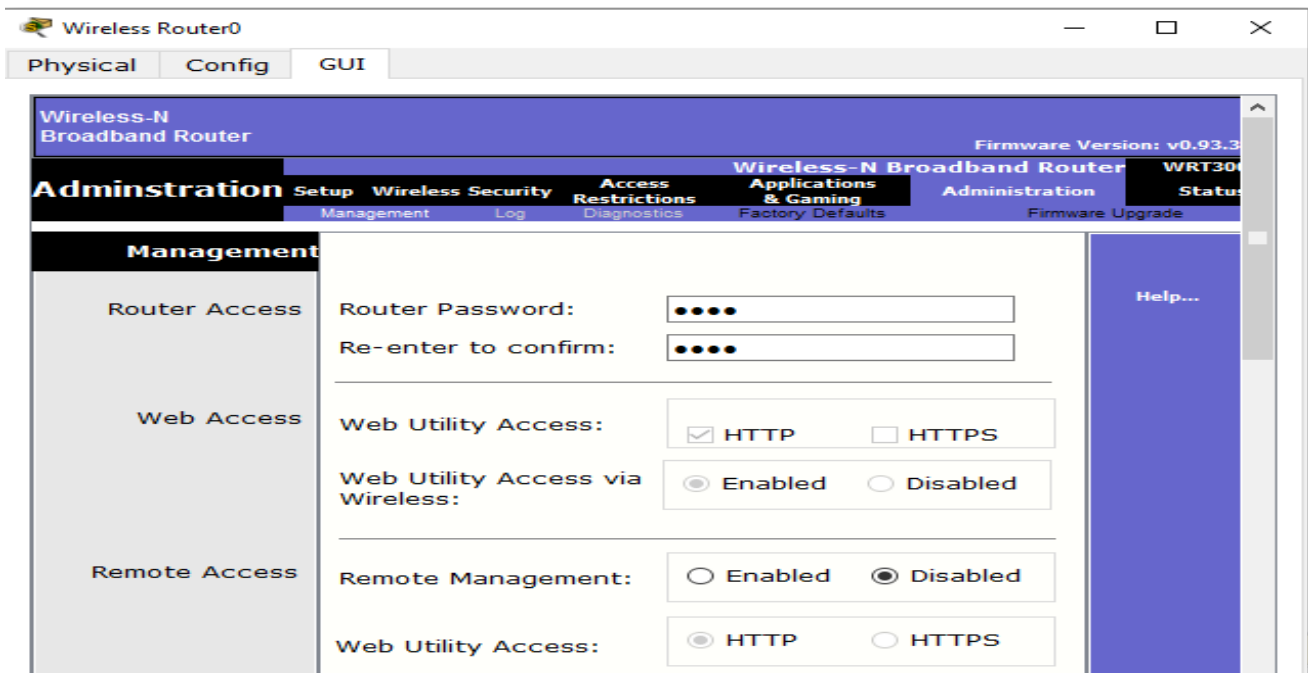 Wireless Router0
Physical Config GUI
Wireless-N
Broadband Router
Firmware Version: v0.93.3
Wireless-N Broadband Router WRT300
Adminstration Setup Wireless Security Access Restrictions Applications & Gaming Administration Status
Management Log Diagnostics Factory Defaults Firmware Upgrade
Management
Help...
Router Access Router Password: ●●●●
Re-enter to confirm: ●●●●
Web Access Web Utility Access: HTTP HTTPS
Web Utility Access via
Wireless: Enabled Disabled
Remote Access Remote Management: Enabled Disabled
Web Utility Access: HTTP HTTPS